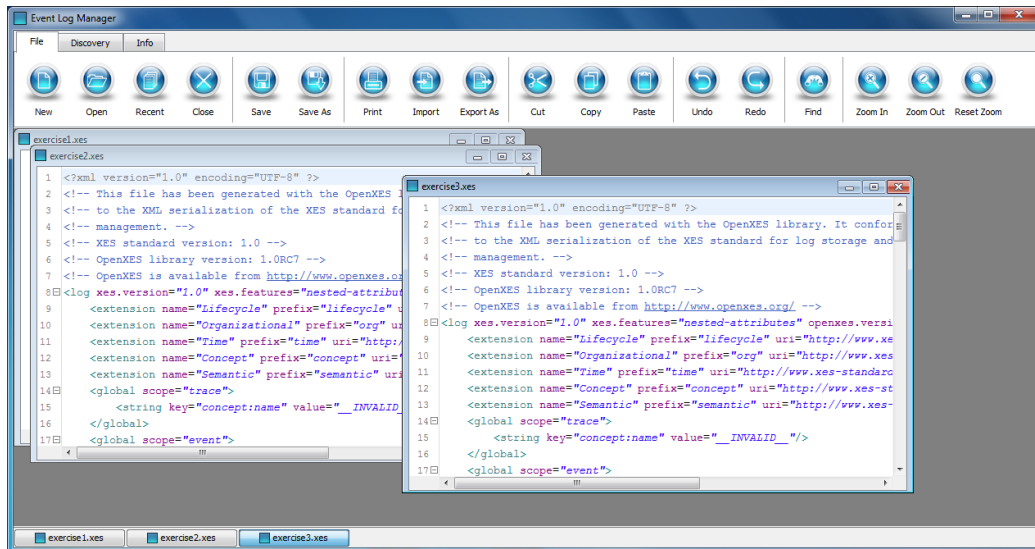 Event Log Manager
File Discovery Info
New Open Recent Close Save Save As Print Import Export As Cut Copy Paste Undo Redo Find Zoom In Zoom Out Reset Zoom
exercise1.xes
exercise2.xes
1 <?xml version="1.0" encoding="UTF-8" ?>
2 <!-- This file has been generated with the OpenXES l
3 <!-- to the XML serialization of the XES standard fo
4 <!-- management. -->
5 <!-- XES standard version: 1.0 -->
6 <!-- OpenXES library version: 1.0RC7 -->
7 <!-- OpenXES is available from http://www.openxes.or
8 <log xes.version="1.0" xes.features="nested-attribut
9 <extension name="Lifecycle" prefix="lifecycle" u
10 <extension name="Organizational" prefix="org" ur
11 <extension name="Time" prefix="time" uri="http:/
12 <extension name="Concept" prefix="concept" uri="
13 <extension name="Semantic" prefix="semantic" uri
14 <global scope="trace">
15 <string key="concept:name" value="__INVALID_
16 </global>
17 <global scope="event">
exercise3.xes
1 <?xml version="1.0" encoding="UTF-8" ?>
2 <!-- This file has been generated with the OpenXES library. It confor
3 <!-- to the XML serialization of the XES standard for log storage and
4 <!-- management. -->
5 <!-- XES standard version: 1.0 -->
6 <!-- OpenXES library version: 1.0RC7 -->
7 <!-- OpenXES is available from http://www.openxes.org/ -->
8 <log xes.version="1.0" xes.features="nested-attributes" openxes.versi
9 <extension name="Lifecycle" prefix="lifecycle" uri="http://www.xe
10 <extension name="Organizational" prefix="org" uri="http://www.xes
11 <extension name="Time" prefix="time" uri="http://www.xes-standard
12 <extension name="Concept" prefix="concept" uri="http://www.xes-st
13 <extension name="Semantic" prefix="semantic" uri="http://www.xes-
14 <global scope="trace">
15 <string key="concept:name" value="__INVALID__"/>
16 </global>
17 <global scope="event">
exercise1.xes exercise2.xes exercise3.xes